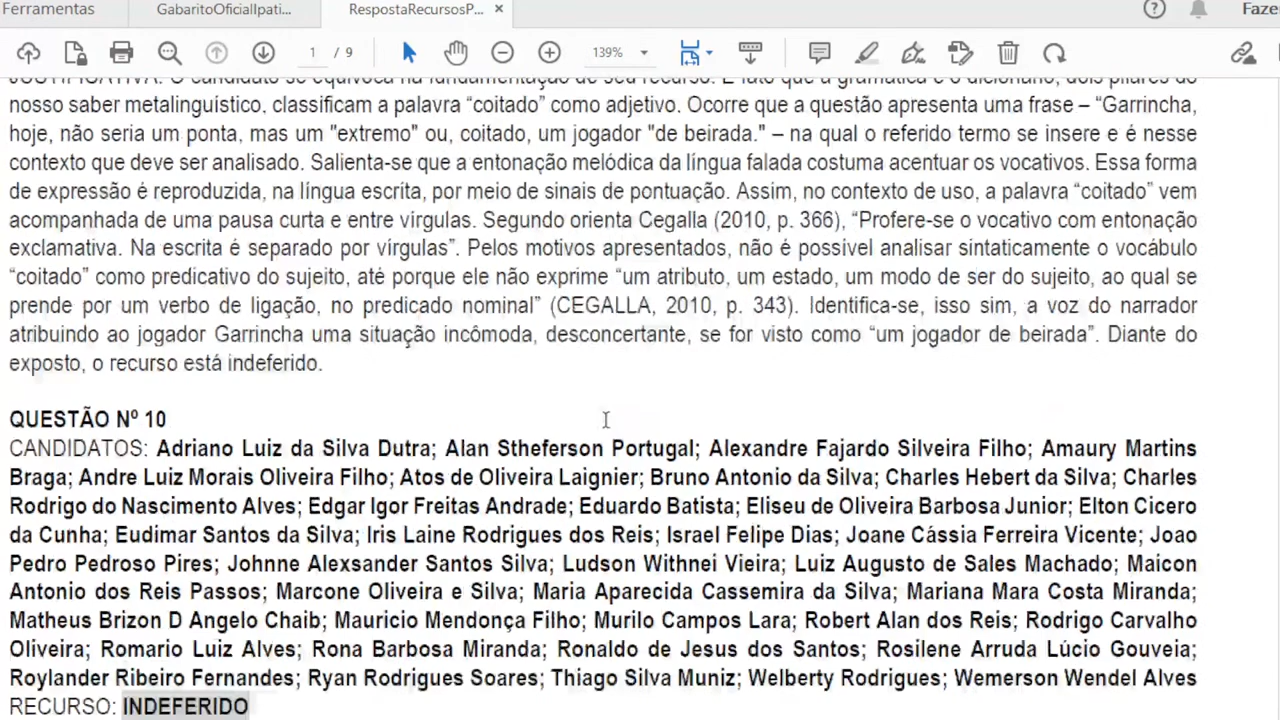 Ferramentas
GabaritoOficialIpati...
RespostaRecursosP... ×
Faze
1 / 9
139%
JUSTIFICATIVA: O candidato se equivoca na fundamentação de seu recurso. É fato que a gramática e o dicionário, dois pilares do
nosso saber metalinguístico, classificam a palavra “coitado” como adjetivo. Ocorre que a questão apresenta uma frase – “Garrincha,
hoje, não seria um ponta, mas um "extremo" ou, coitado, um jogador "de beirada." – na qual o referido termo se insere e é nesse
contexto que deve ser analisado. Salienta-se que a entonação melódica da língua falada costuma acentuar os vocativos. Essa forma
de expressão é reproduzida, na língua escrita, por meio de sinais de pontuação. Assim, no contexto de uso, a palavra “coitado” vem
acompanhada de uma pausa curta e entre vírgulas. Segundo orienta Cegalla (2010, p. 366), “Profere-se o vocativo com entonação
exclamativa. Na escrita é separado por vírgulas”. Pelos motivos apresentados, não é possível analisar sintaticamente o vocábulo
“coitado” como predicativo do sujeito, até porque ele não exprime “um atributo, um estado, um modo de ser do sujeito, ao qual se
prende por um verbo de ligação, no predicado nominal” (CEGALLA, 2010, p. 343). Identifica-se, isso sim, a voz do narrador
atribuindo ao jogador Garrincha uma situação incômoda, desconcertante, se for visto como “um jogador de beirada”. Diante do
exposto, o recurso está indeferido.
QUESTÃO Nº 10
CANDIDATOS: Adriano Luiz da Silva Dutra; Alan Stheferson Portugal; Alexandre Fajardo Silveira Filho; Amaury Martins
Braga; Andre Luiz Morais Oliveira Filho; Atos de Oliveira Laignier; Bruno Antonio da Silva; Charles Hebert da Silva; Charles
Rodrigo do Nascimento Alves; Edgar Igor Freitas Andrade; Eduardo Batista; Eliseu de Oliveira Barbosa Junior; Elton Cicero
da Cunha; Eudimar Santos da Silva; Iris Laine Rodrigues dos Reis; Israel Felipe Dias; Joane Cássia Ferreira Vicente; Joao
Pedro Pedroso Pires; Johnne Alexsander Santos Silva; Ludson Withnei Vieira; Luiz Augusto de Sales Machado; Maicon
Antonio dos Reis Passos; Marcone Oliveira e Silva; Maria Aparecida Cassemira da Silva; Mariana Mara Costa Miranda;
Matheus Brizon D Angelo Chaib; Mauricio Mendonça Filho; Murilo Campos Lara; Robert Alan dos Reis; Rodrigo Carvalho
Oliveira; Romario Luiz Alves; Rona Barbosa Miranda; Ronaldo de Jesus dos Santos; Rosilene Arruda Lúcio Gouveia;
Roylander Ribeiro Fernandes; Ryan Rodrigues Soares; Thiago Silva Muniz; Welberty Rodrigues; Wemerson Wendel Alves
RECURSO: INDEFERIDO